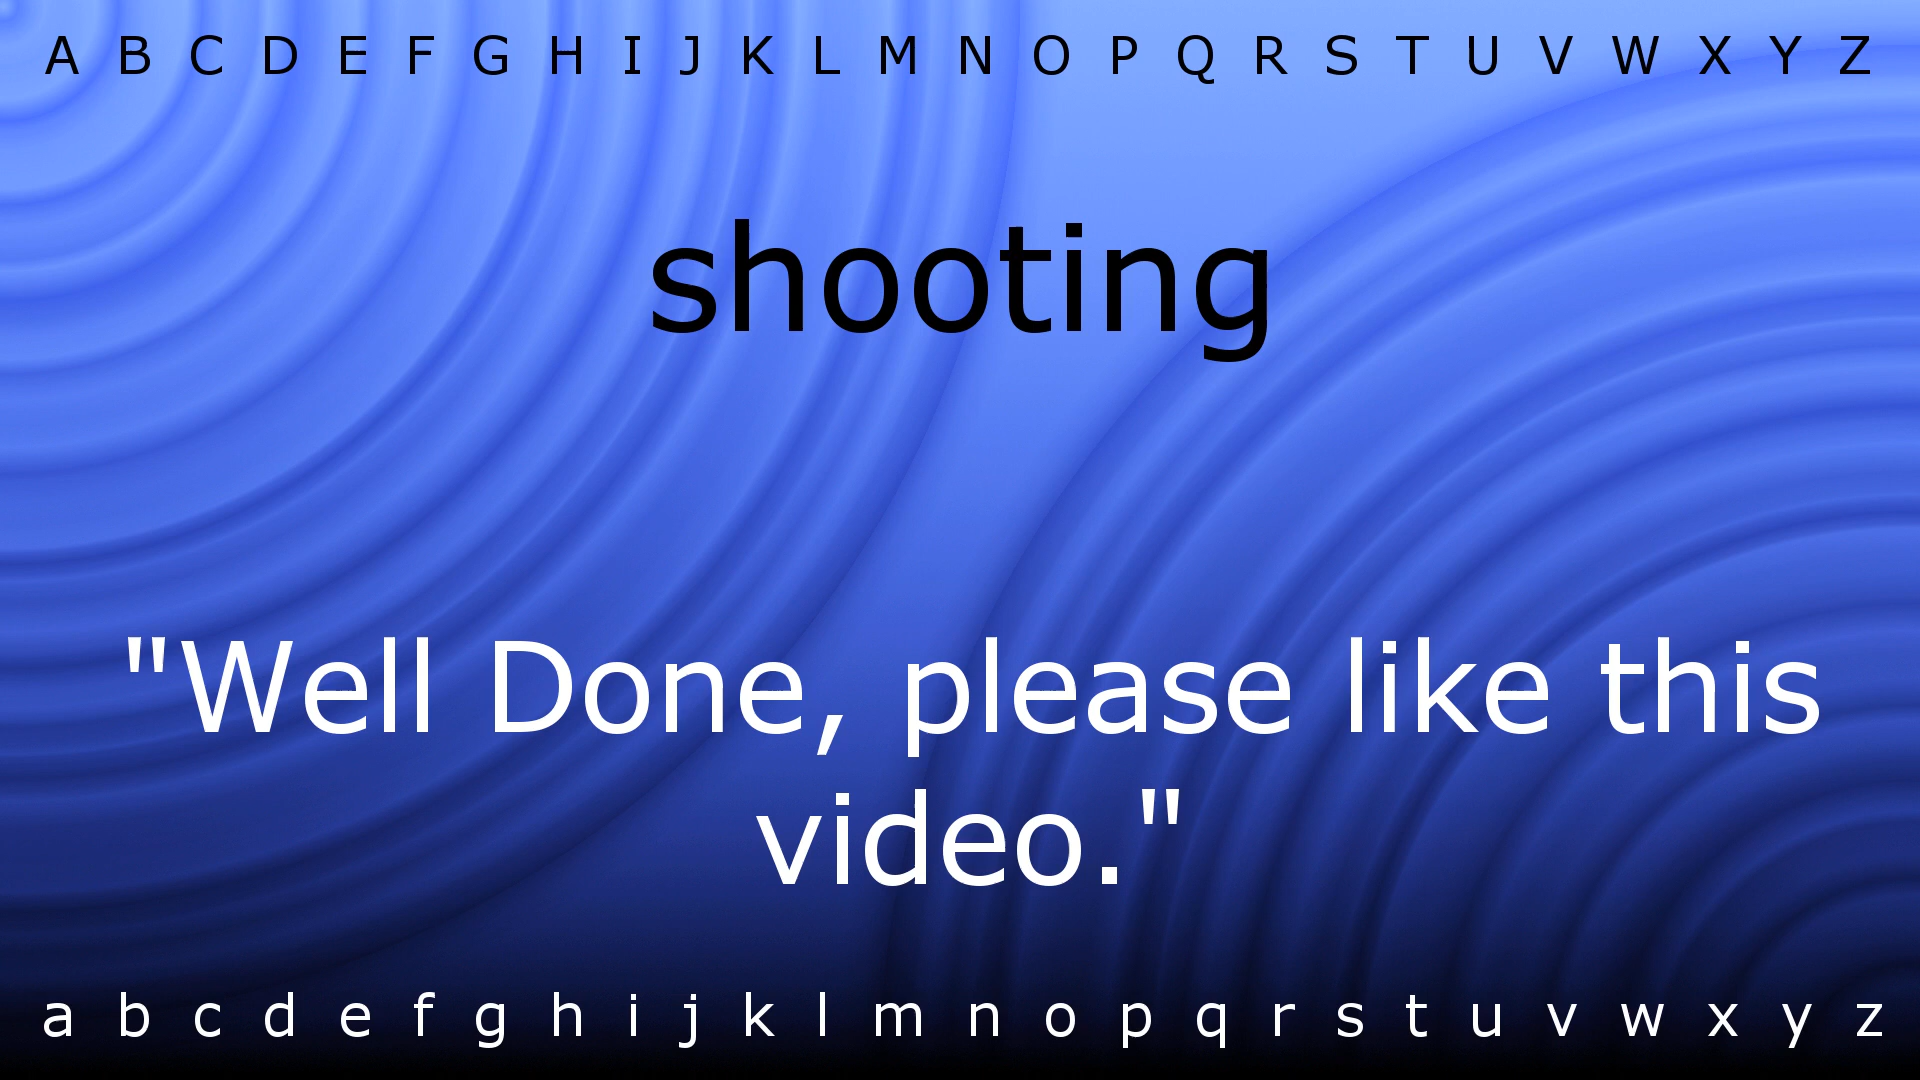 A B C D E F G H I J K L M N O P Q R S T U V W X Y Z
shooting
"Well Done, please like this
video."
a b c d e f g h i j k l m n o p q r s t u v w x y z